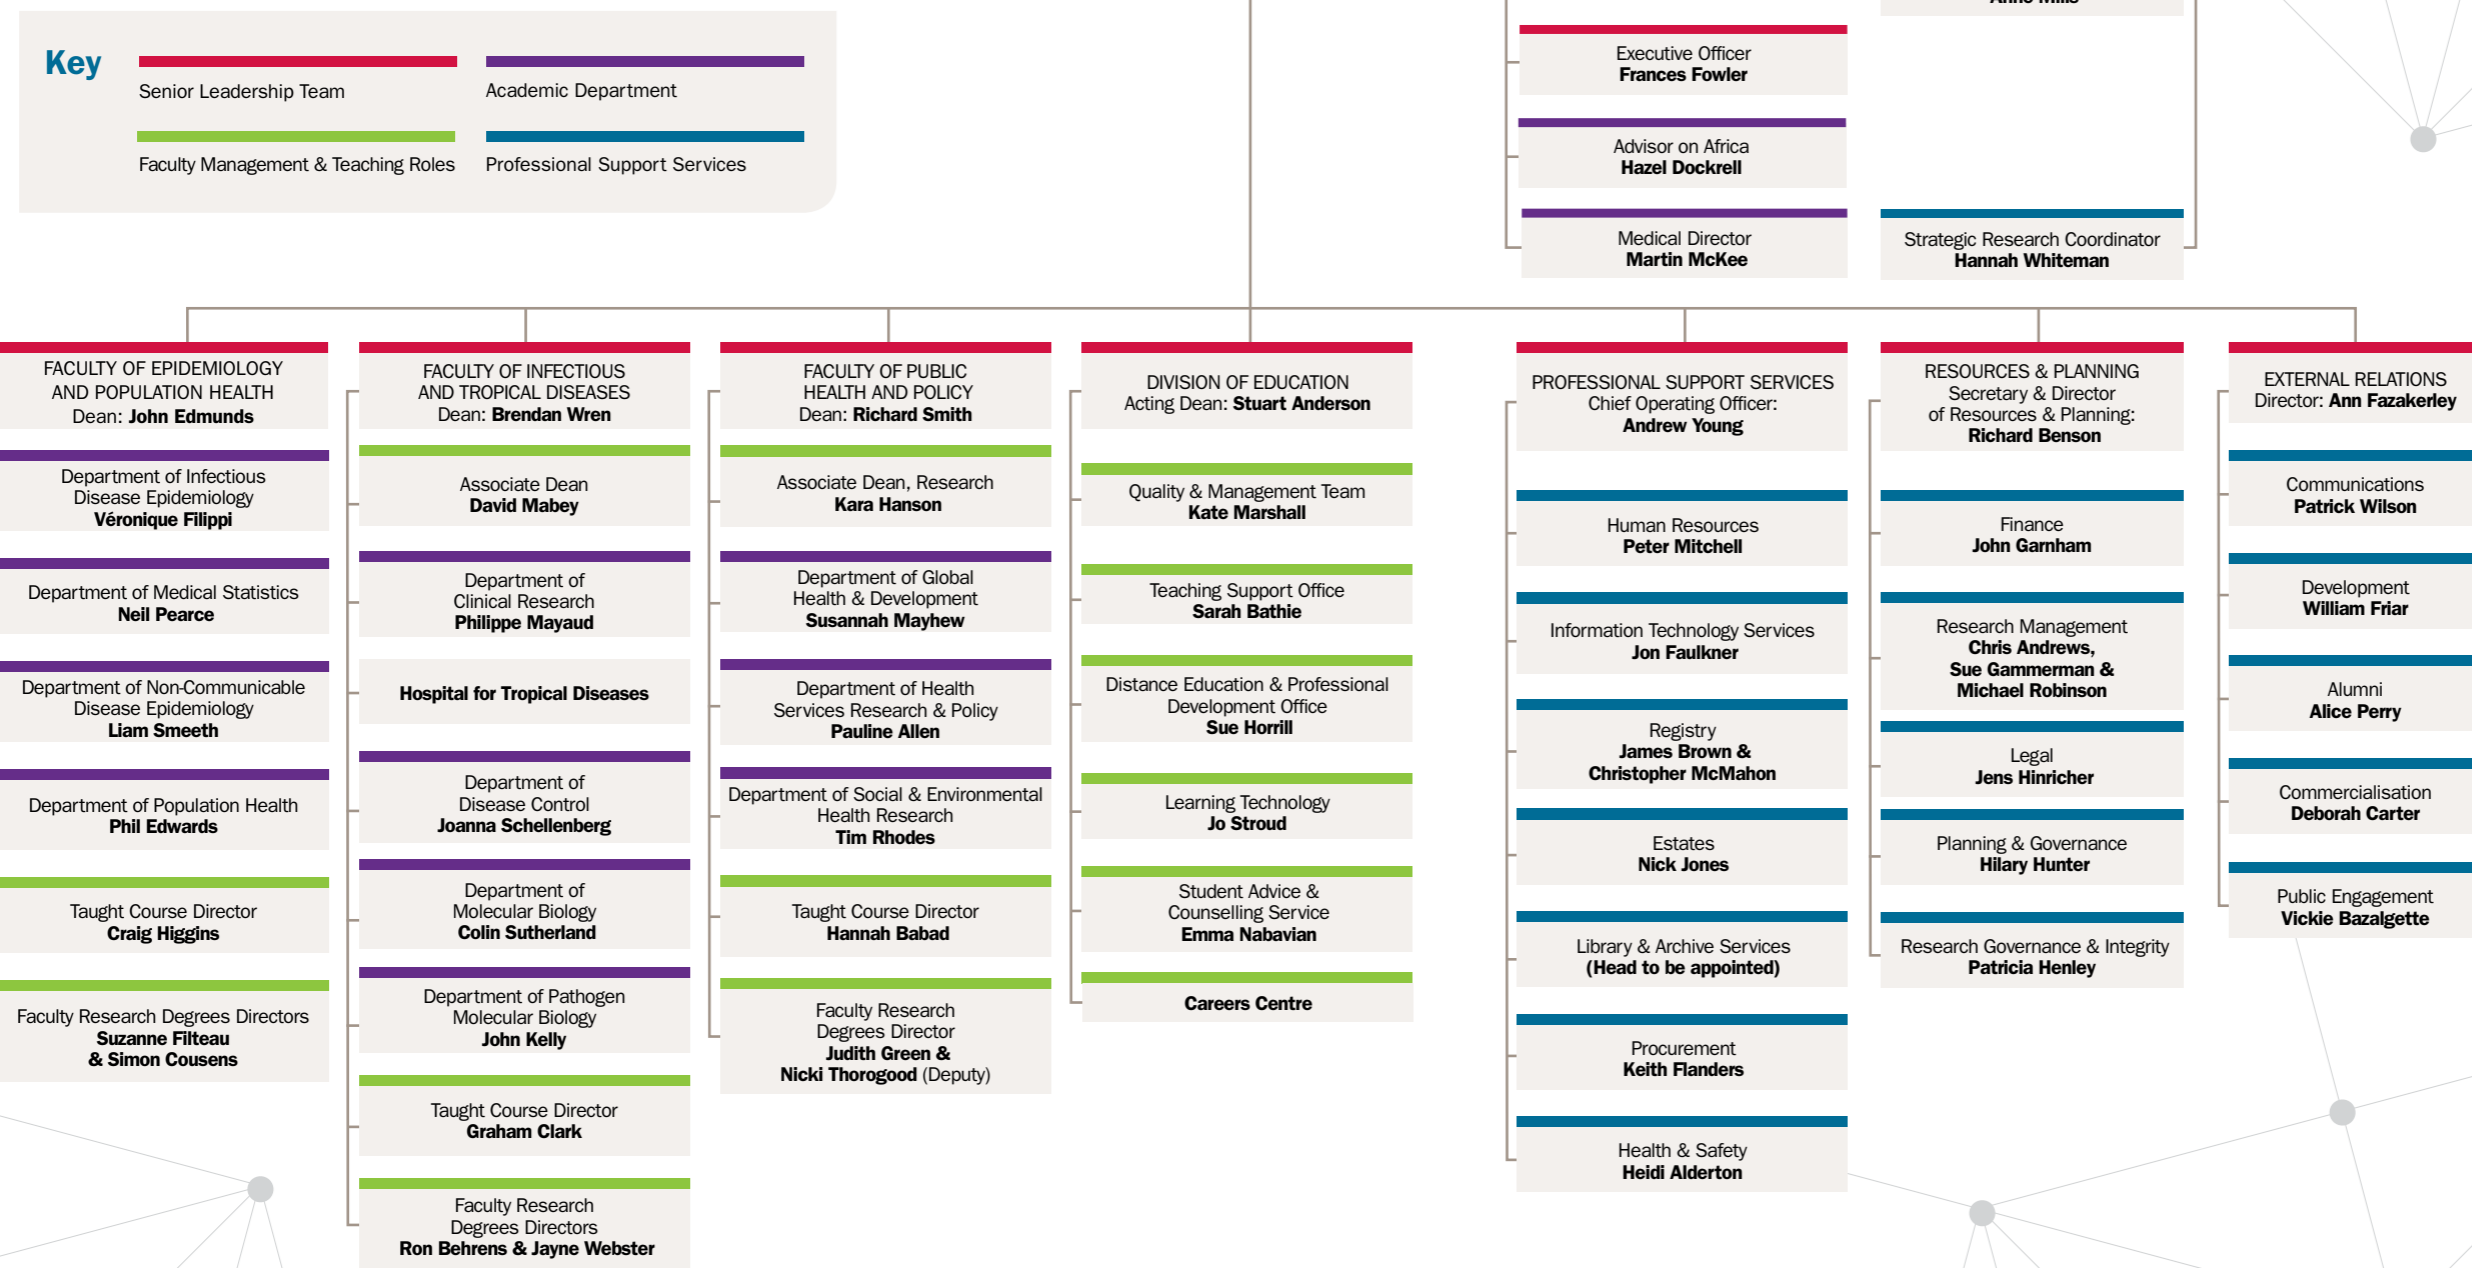 Anne Mills
Key
Senior Leadership Team
Academic Department
Faculty Management & Teaching Roles
Professional Support Services
Executive Officer
Frances Fowler
Advisor on Africa
Hazel Dockrell
Medical Director
Martin McKee
Strategic Research Coordinator
Hannah Whiteman
FACULTY OF EPIDEMIOLOGY
AND POPULATION HEALTH
Dean: John Edmunds
Department of Infectious
Disease Epidemiology
Véronique Filippi
Department of Medical Statistics
Neil Pearce
Department of Non-Communicable
Disease Epidemiology
Liam Smeeth
Department of Population Health
Phil Edwards
Taught Course Director
Craig Higgins
Faculty Research Degrees Directors
Suzanne Filteau
& Simon Cousens
FACULTY OF INFECTIOUS
AND TROPICAL DISEASES
Dean: Brendan Wren
Associate Dean
David Mabey
Department of
Clinical Research
Philippe Mayaud
Hospital for Tropical Diseases
Department of
Disease Control
Joanna Schellenberg
Department of
Molecular Biology
Colin Sutherland
Department of Pathogen
Molecular Biology
John Kelly
Taught Course Director
Graham Clark
Faculty Research
Degrees Directors
Ron Behrens & Jayne Webster
FACULTY OF PUBLIC
HEALTH AND POLICY
Dean: Richard Smith
Associate Dean, Research
Kara Hanson
Department of Global
Health & Development
Susannah Mayhew
Department of Health
Services Research & Policy
Pauline Allen
Department of Social & Environmental
Health Research
Tim Rhodes
Taught Course Director
Hannah Babad
Faculty Research
Degrees Director
Judith Green &
Nicki Thorogood (Deputy)
DIVISION OF EDUCATION
Acting Dean: Stuart Anderson
Quality & Management Team
Kate Marshall
Teaching Support Office
Sarah Bathie
Distance Education & Professional
Development Office
Sue Horrill
Learning Technology
Jo Stroud
Student Advice &
Counselling Service
Emma Nabavian
Careers Centre
PROFESSIONAL SUPPORT SERVICES
Chief Operating Officer:
Andrew Young
Human Resources
Peter Mitchell
Information Technology Services
Jon Faulkner
Registry
James Brown &
Christopher McMahon
Estates
Nick Jones
Library & Archive Services
(Head to be appointed)
Procurement
Keith Flanders
Health & Safety
Heidi Alderton
RESOURCES & PLANNING
Secretary & Director
of Resources & Planning:
Richard Benson
Finance
John Garnham
Research Management
Chris Andrews,
Sue Gammerman &
Michael Robinson
Legal
Jens Hinricher
Planning & Governance
Hilary Hunter
Research Governance & Integrity
Patricia Henley
EXTERNAL RELATIONS
Director: Ann Fazakerley
Communications
Patrick Wilson
Development
William Friar
Alumni
Alice Perry
Commercialisation
Deborah Carter
Public Engagement
Vickie Bazalgette